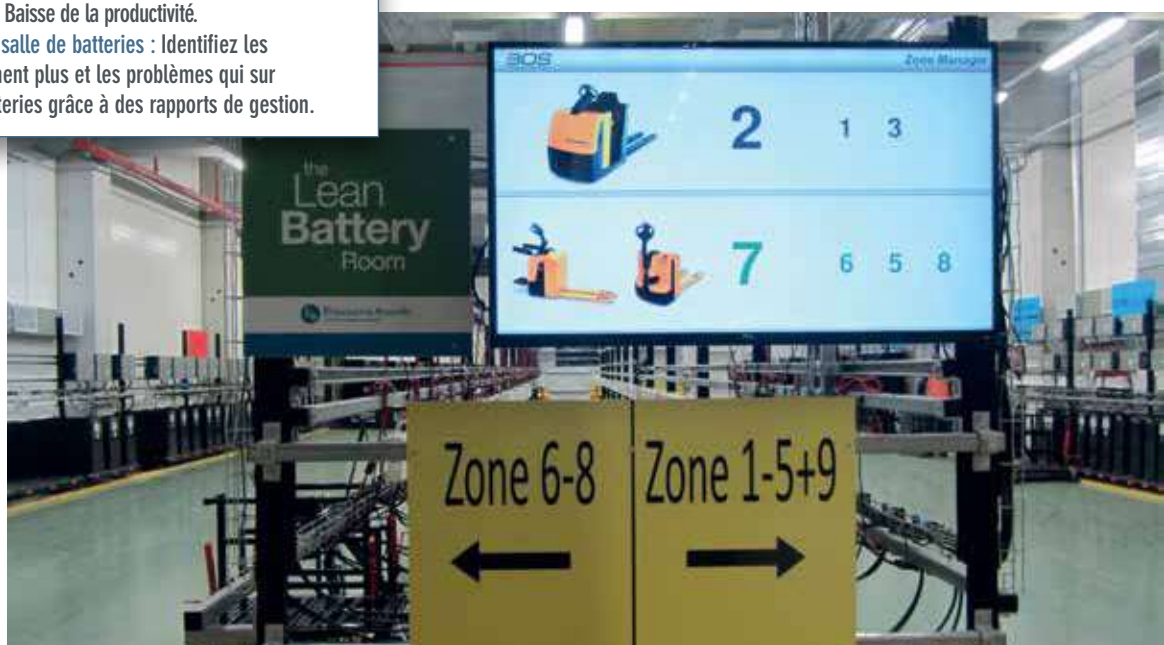 Baisse de la productivité.
salle de batteries : Identifiez les
ment plus et les problèmes qui sur
teries grâce à des rapports de gestion.
BOS
Zone Manager
2 1 3
7 6 5 8
the
Lean
Battery
Room
Zone 6-8
Zone 1-5+9